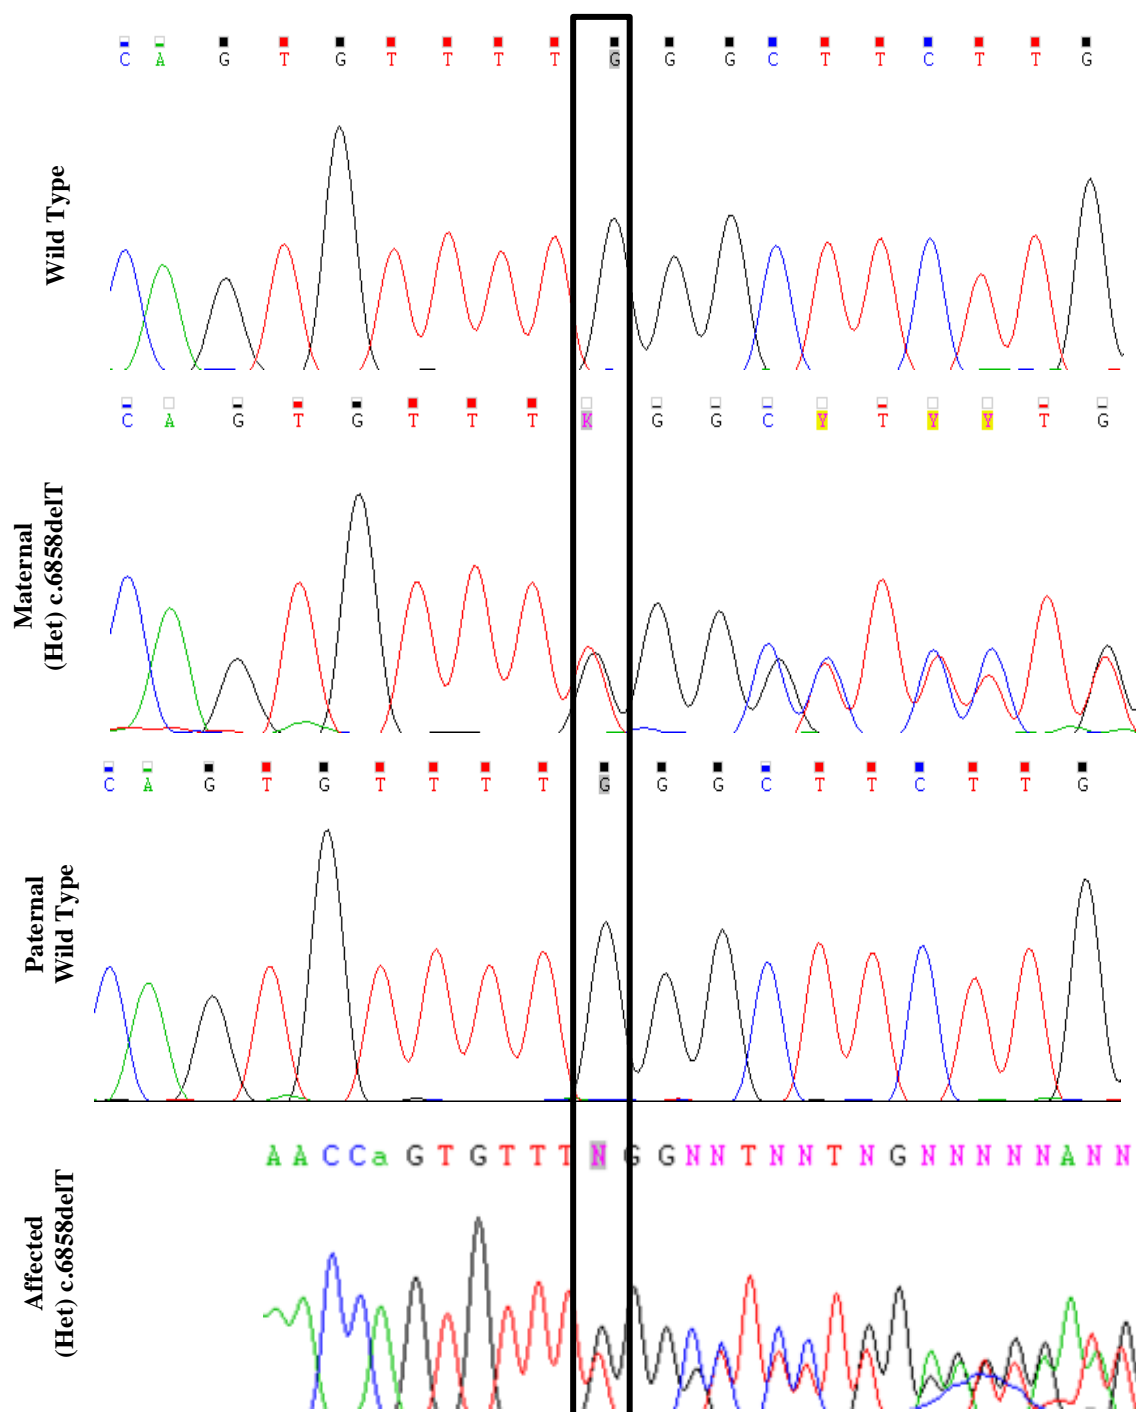 C A G T G T T T T G G G C T T C T T G
Wild Type
C A G T G T T T K G G C Y T Y Y T G
Maternal
(Het) c.6858delT
C A G T G T T T T G G G C T T C T T G
Paternal
Wild Type
A A C C a G T G T T T N G G N N T N N T N G N N N N N A N N
Affected
(Het) c.6858delT